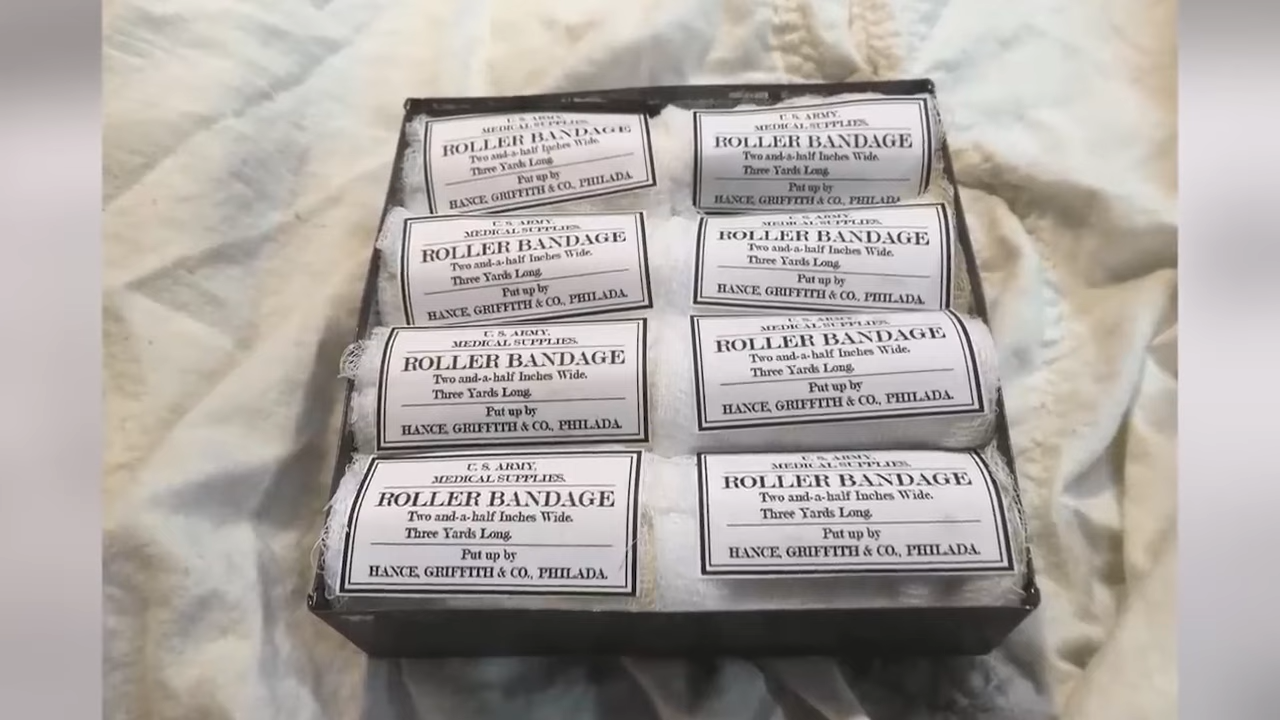 U. S. ARMY,
MEDICAL SUPPLIES.
ROLLER BANDAGE
Two and-a-half Inches Wide.
Three Yards Long.
Put up by
HANCE, GRIFFITH & CO., PHILADA.
U. S. ARMY,
MEDICAL SUPPLIES.
ROLLER BANDAGE
Two and-a-half Inches Wide.
Three Yards Long.
Put up by
HANCE, GRIFFITH & CO., PHILADA
U. S. ARMY,
MEDICAL SUPPLIES.
ROLLER BANDAGE
Two and-a-half Inches Wide.
Three Yards Long.
Put up by
HANCE, GRIFFITH & CO., PHILADA.
U. S. ARMY,
MEDICAL SUPPLIES.
ROLLER BANDAGE
Two and-a-half Inches Wide.
Three Yards Long.
Put up by
HANCE, GRIFFITH & CO., PHILADA.
U. S. ARMY,
MEDICAL SUPPLIES.
ROLLER BANDAGE
Two and-a-half Inches Wide.
Three Yards Long.
Put up by
HANCE, GRIFFITH & CO., PHILADA.
U. S. ARMY,
MEDICAL SUPPLIES.
ROLLER BANDAGE
Two and-a-half Inches Wide.
Three Yards Long.
Put up by
HANCE, GRIFFITH & CO., PHILADA.
U. S. ARMY,
MEDICAL SUPPLIES.
ROLLER BANDAGE
Two and-a-half Inches Wide.
Three Yards Long.
Put up by
HANCE, GRIFFITH & CO., PHILADA.
U. S. ARMY,
MEDICAL SUPPLIES.
ROLLER BANDAGE
Two and-a-half Inches Wide.
Three Yards Long.
Put up by
HANCE, GRIFFITH & CO., PHILADA.